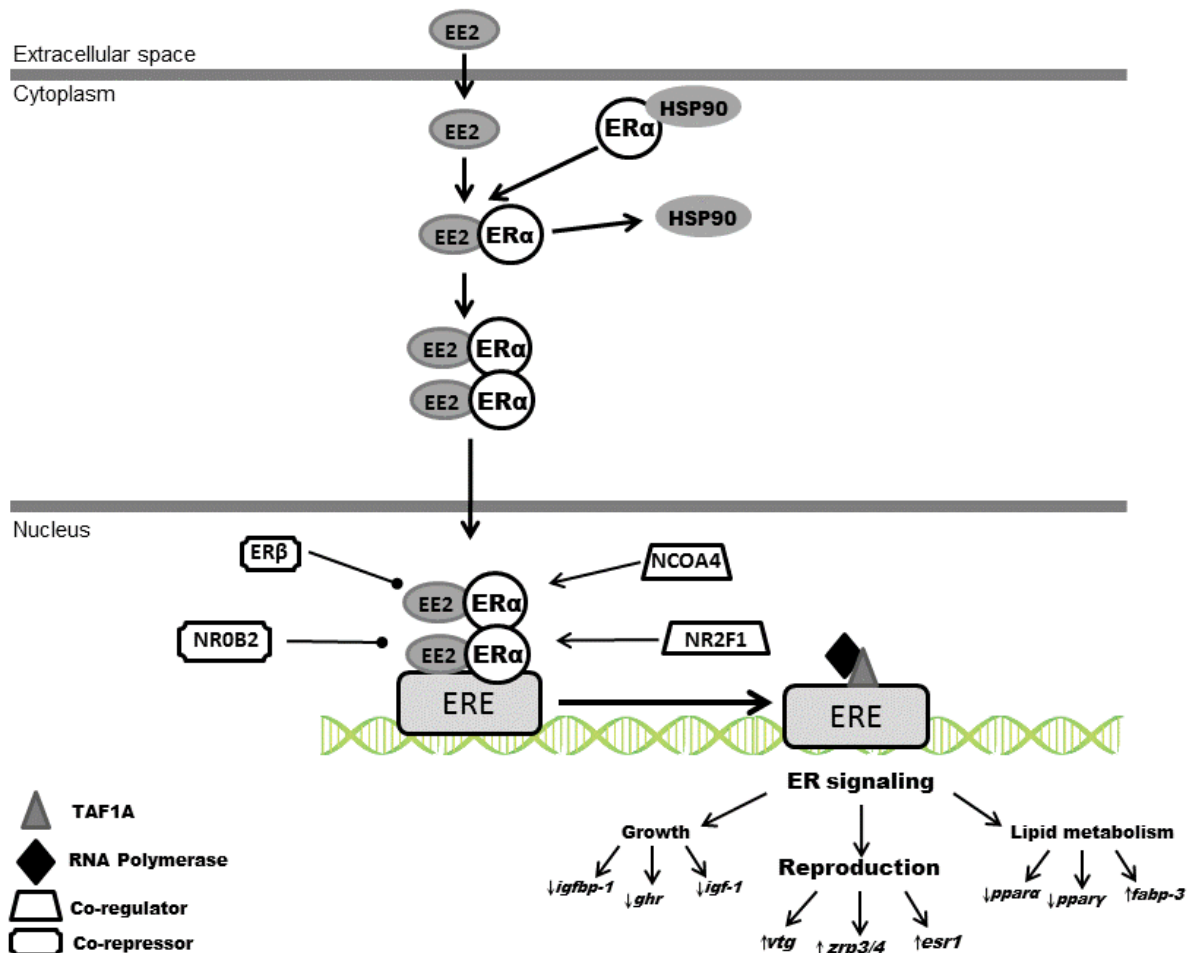 EE2
Extracellular space
Cytoplasm
EE2
ERα
HSP90
EE2
ERα
HSP90
EE2
ERα
EE2
ERα
Nucleus
ERβ
NCOA4
EE2
ERα
NR0B2
NR2F1
EE2
ERα
ERE
ERE
ER signaling
Growth
Reproduction
Lipid metabolism
↓igfbp-1
↓ghr
↓igf-1
↑vtg
↑ zrp3/4
↑esr1
↓pparα
↓pparγ
↑fabp-3
TAF1A
RNA Polymerase
Co-regulator
Co-repressor